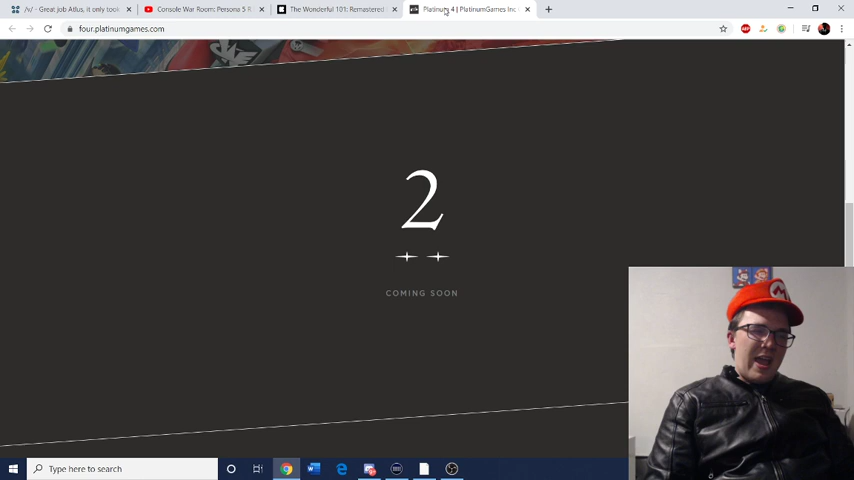 /v/ - Great job Atlus, it only took
Console War Room: Persona 5 R
The Wonderful 101: Remastered
Platinum 4 | PlatinumGames Inc
four.platinumgames.com
2
COMING SOON
M
Type here to search